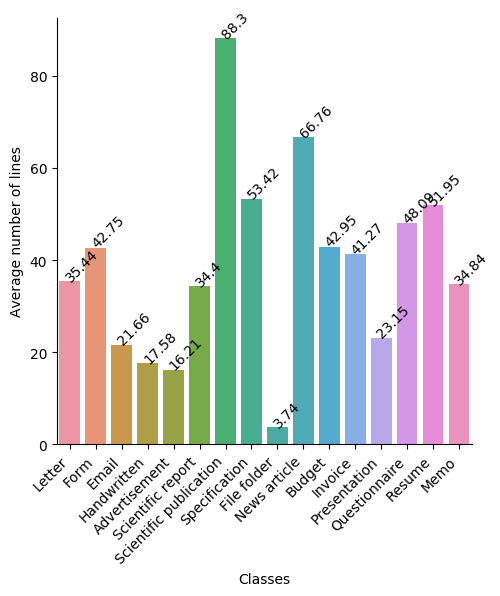 88.3
80
66.76
60
53.42
48.09
51.95
42.75
42.95
41.27
40
35.44
34.4
34.84
21.66
23.15
20
17.58
16.21
3.74
0
Average number of lines
Letter
Form
Email
Handwritten
Advertisement
Scientific report
Scientific publication
Specification
File folder
News article
Budget
Invoice
Presentation
Questionnaire
Resume
Memo
Classes